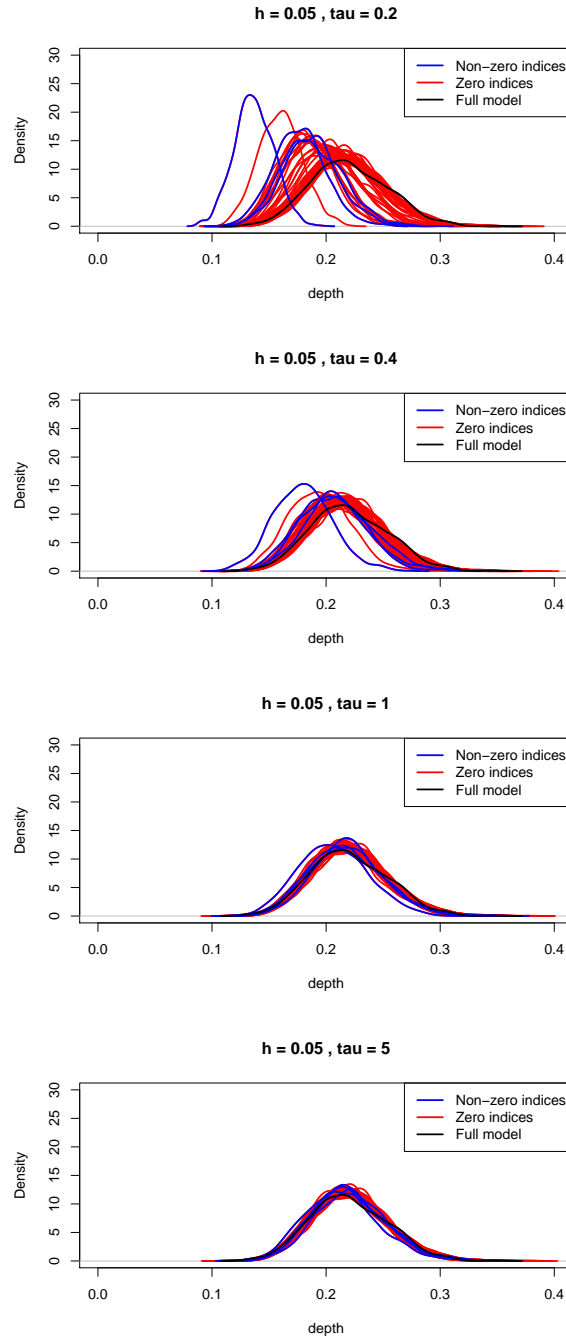 h = 0.05 , tau = 0.2
Density
30
25
20
15
10
5
0
Non−zero indices
Zero indices
Full model
0.0 0.1 0.2 0.3 0.4
depth
h = 0.05 , tau = 0.4
Density
30
25
20
15
10
5
0
Non−zero indices
Zero indices
Full model
0.0 0.1 0.2 0.3 0.4
depth
h = 0.05 , tau = 1
Density
30
25
20
15
10
5
0
Non−zero indices
Zero indices
Full model
0.0 0.1 0.2 0.3 0.4
depth
h = 0.05 , tau = 5
Density
30
25
20
15
10
5
0
Non−zero indices
Zero indices
Full model
0.0 0.1 0.2 0.3 0.4
depth